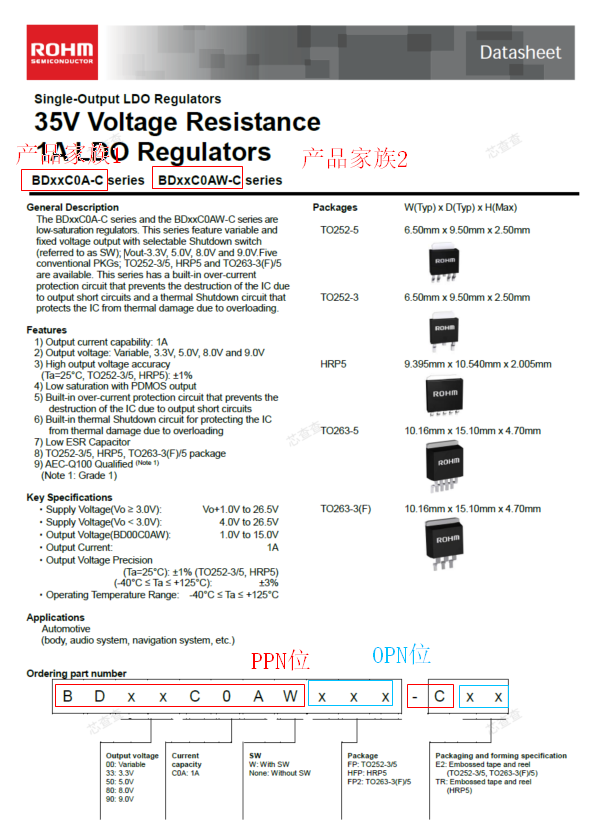 ROHM
SEMICONDUCTOR
Datasheet
Single-Output LDO Regulators
35V Voltage Resistance
1A LDO Regulators
产品家族1
产品家族2
芯查查
BDxxC0A-C series BDxxC0AW-C series
General Description
The BDxxC0A-C series and the BDxxC0AW-C series are
low-saturation regulators. This series feature variable and
fixed voltage output with selectable Shutdown switch
(referred to as SW); Vout-3.3V, 5.0V, 8.0V and 9.0V.Five
conventional PKGs; TO252-3/5, HRP5 and TO263-3(F)/5
are available. This series has a built-in over-current
protection circuit that prevents the destruction of the IC due
to output short circuits and a thermal Shutdown circuit that
protects the IC from thermal damage due to overloading.
Features
1) Output current capability: 1A
2) Output voltage: Variable, 3.3V, 5.0V, 8.0V and 9.0V
3) High output voltage accuracy
(Ta=25°C, TO252-3/5, HRP5): ±1%
4) Low saturation with PDMOS output
5) Built-in over-current protection circuit that prevents the
destruction of the IC due to output short circuits
6) Built-in thermal Shutdown circuit for protecting the IC
from thermal damage due to overloading
7) Low ESR Capacitor
8) TO252-3/5, HRP5, TO263-3(F)/5 package
9) AEC-Q100 Qualified (Note 1)
(Note 1: Grade 1)
芯查查
Key Specifications
・Supply Voltage(Vo ≥ 3.0V): Vo+1.0V to 26.5V
・Supply Voltage(Vo < 3.0V): 4.0V to 26.5V
・Output Voltage(BD00C0AW): 1.0V to 15.0V
・Output Current: 1A
・Output Voltage Precision
(Ta=25°C): ±1% (TO252-3/5, HRP5)
(-40°C ≤ Ta ≤ +125°C): ±3%
・Operating Temperature Range: -40°C ≤ Ta ≤ +125°C
Applications
Automotive
(body, audio system, navigation system, etc.)
Packages W(Typ) x D(Typ) x H(Max)
TO252-5 6.50mm x 9.50mm x 2.50mm
ROHM
TO252-3 6.50mm x 9.50mm x 2.50mm
ROHM
HRP5 9.395mm x 10.540mm x 2.005mm
ROHM
TO263-5 10.16mm x 15.10mm x 4.70mm
ROHM
TO263-3(F) 10.16mm x 15.10mm x 4.70mm
ROHM
PPN位 OPN位
Ordering part number
B D x x C 0 A W x x x - C x x
芯查查 芯查查 芯查查
Output voltage
00: Variable
33: 3.3V
50: 5.0V
80: 8.0V
90: 9.0V
Current
capacity
C0A: 1A
SW
W: With SW
None: Without SW
Package
FP: TO252-3/5
HFP: HRP5
FP2: TO263-3(F)/5
Packaging and forming specification
E2: Embossed tape and reel
(TO252-3/5, TO263-3(F)/5)
TR: Embossed tape and reel
(HRP5)